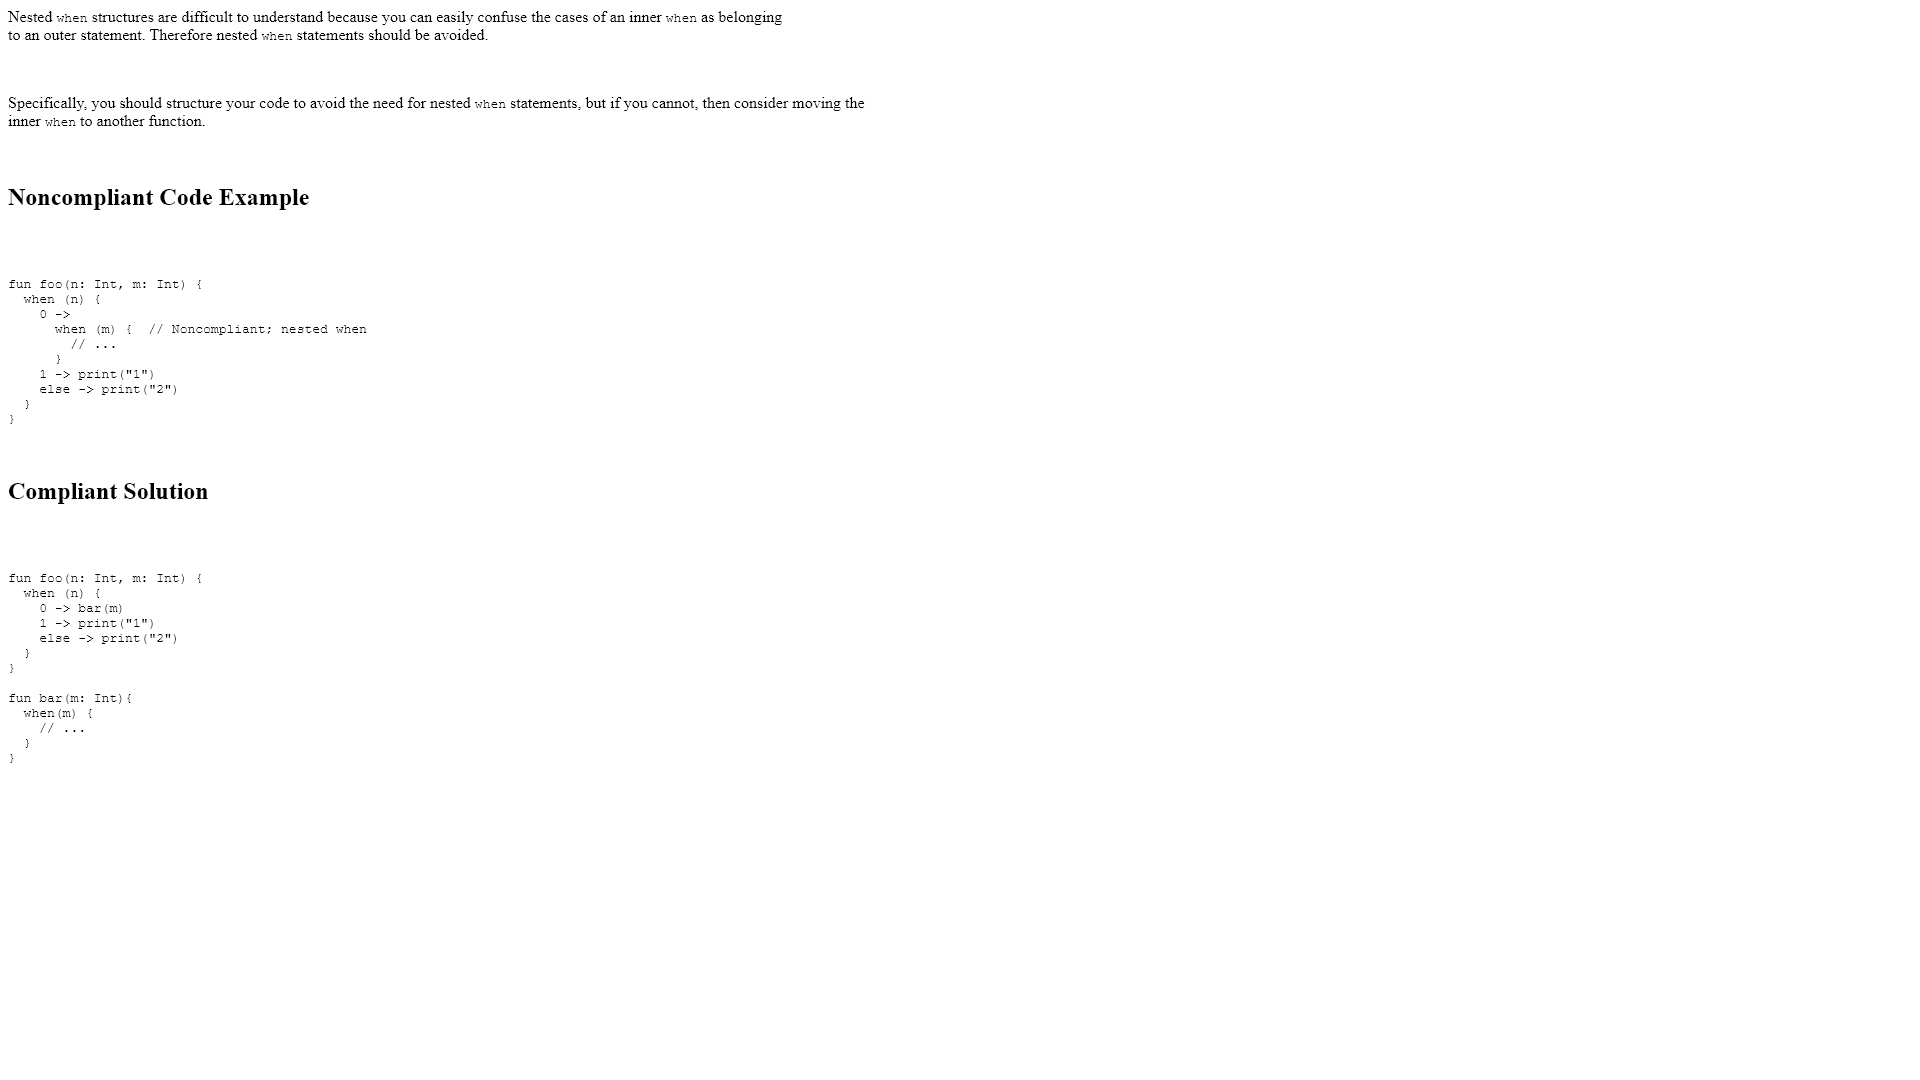 Nested when structures are difficult to understand because you can easily confuse the cases of an inner when as belonging
to an outer statement. Therefore nested when statements should be avoided.
Specifically, you should structure your code to avoid the need for nested when statements, but if you cannot, then consider moving the
inner when to another function.
Noncompliant Code Example
fun foo(n: Int, m: Int) {
  when (n) {
    0 ->
      when (m) {  // Noncompliant; nested when
        // ...
      }
    1 -> print("1")
    else -> print("2")
  }
}
Compliant Solution
fun foo(n: Int, m: Int) {
  when (n) {
    0 -> bar(m)
    1 -> print("1")
    else -> print("2")
  }
}
fun bar(m: Int){
  when(m) {
    // ...
  }
}